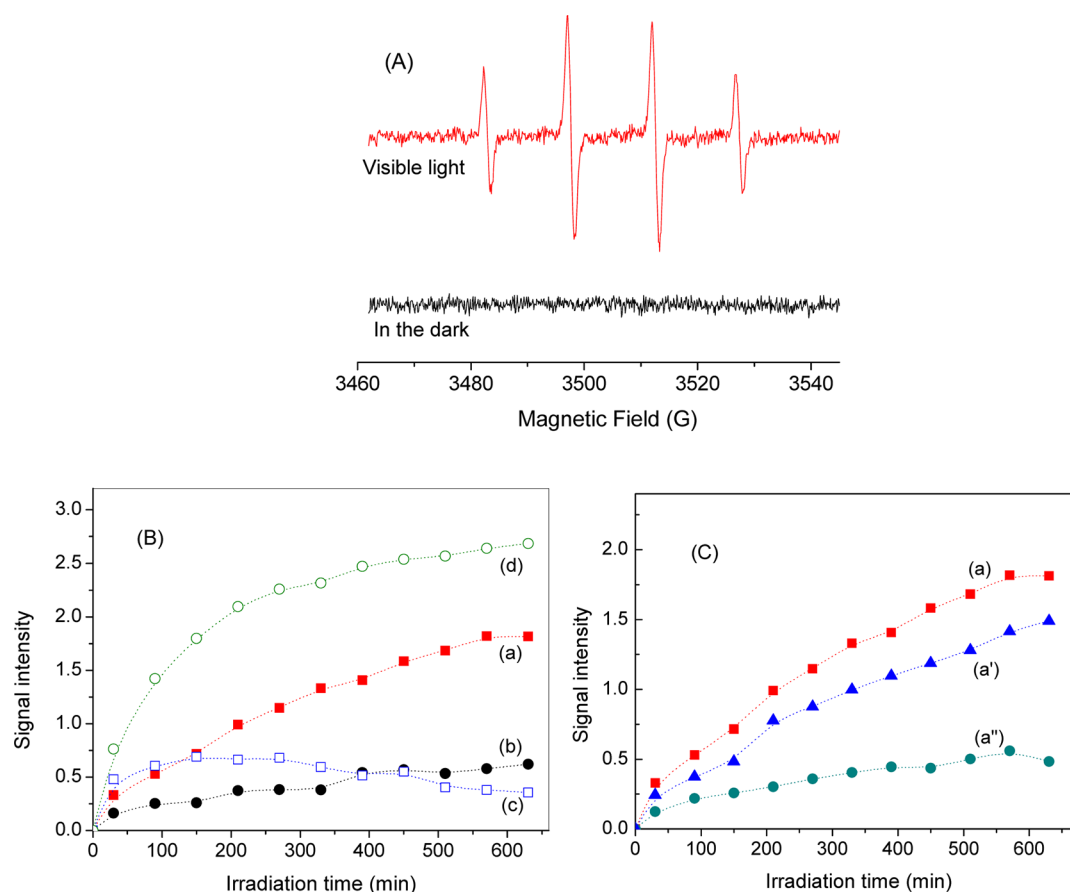 (A)
Visible light
In the dark
3460 3480 3500 3520 3540
Magnetic Field (G)
(B)
3.0
2.5
2.0
1.5
1.0
0.5
0.0
Signal intensity
(d)
(a)
(b)
(c)
0 100 200 300 400 500 600
Irradiation time (min)
(C)
2.0
1.5
1.0
0.5
0.0
Signal intensity
(a)
(a')
(a'')
0 100 200 300 400 500 600
Irradiation time (min)